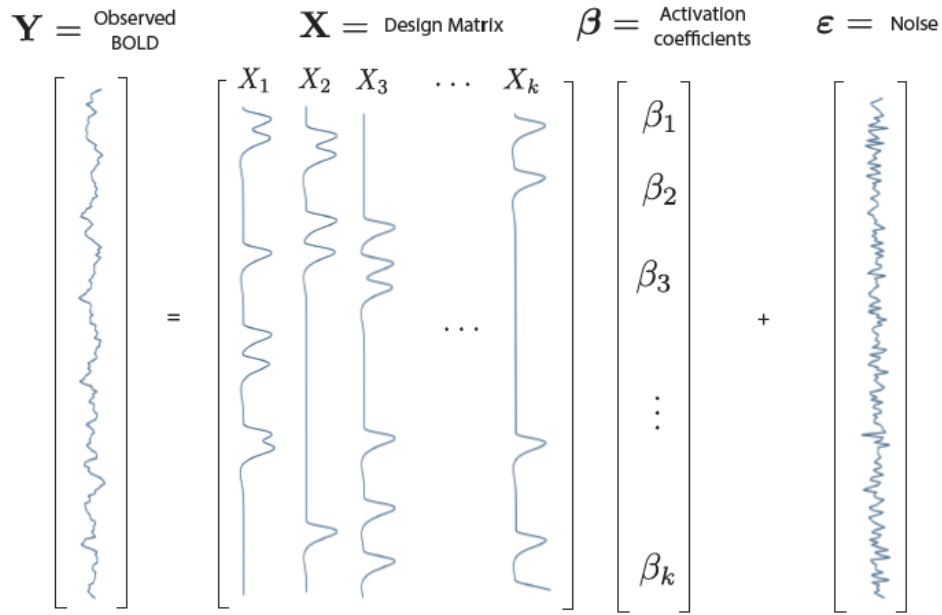 Y = Observed BOLD
X = Design Matrix
β = Activation coefficients
ε = Noise
X₁ X₂ X₃ ... Xₖ
β₁
β₂
β₃
= ... +
⋮
βₖ